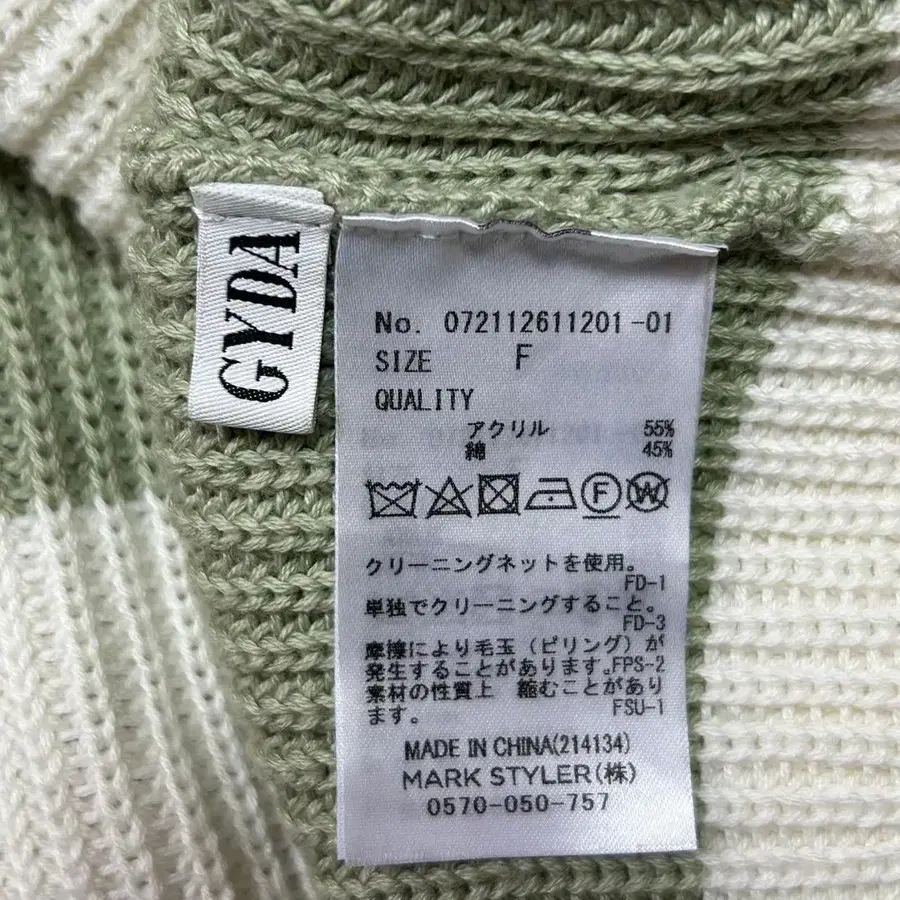 GYDA
No. 072112611201-01
SIZE F
QUALITY
アクリル 55%
綿 45%
F W
クリーニングネットを使用。
FD-1
単独でクリーニングすること。
FD-3
摩擦により毛玉（ピリング）が
発生することがあります。FPS-2
素材の性質上 縮むことがあり
ます。 FSU-1
MADE IN CHINA(214134)
MARK STYLER(株)
0570-050-757